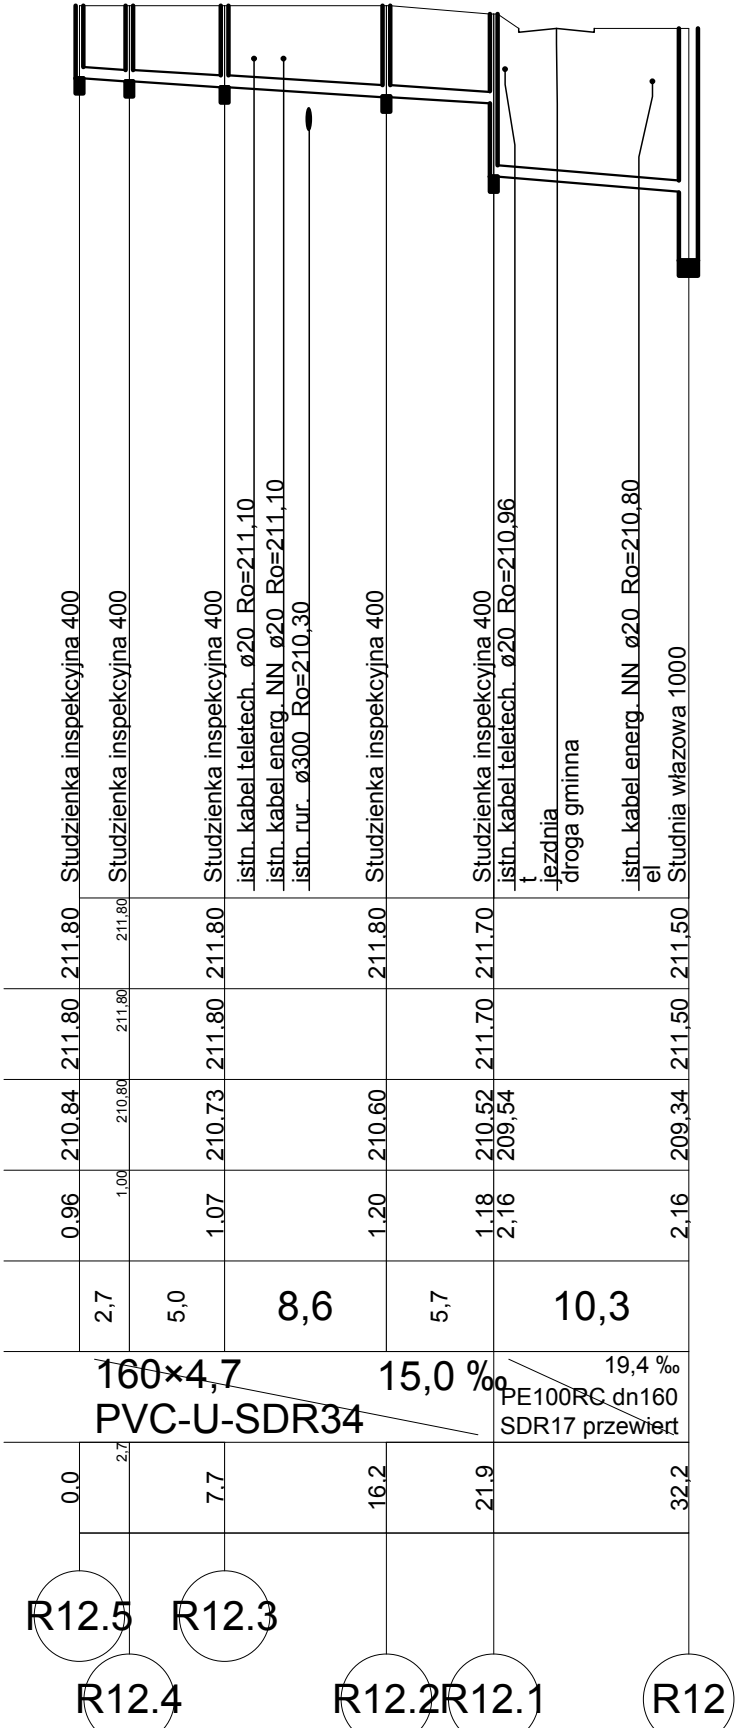 Studzienka inspekcyjna 400
Studzienka inspekcyjna 400
Studzienka inspekcyjna 400
istn. kabel teletech. ø20 Ro=211,10
istn. kabel energ. NN ø20 Ro=211,10
istn. rur. ø300 Ro=210,30
Studzienka inspekcyjna 400
Studzienka inspekcyjna 400
istn. kabel teletech. ø20 Ro=210,96
t
jezdnia
droga gminna
istn. kabel energ. NN ø20 Ro=210,80
el
Studnia włazowa 1000
211.80 211,80 211.80 211.80 211.70 211,50
211.80 211,80 211.80 211.70 211,50
210.84 210,80 210.73 210.60 210.52 209,54 209,34
0.96 1,00 1.07 1.20 1,18 2,16 2,16
2,7 5,0 8,6 5,7 10,3
160×4,7 15,0 ‰ 19,4 ‰
PVC-U-SDR34
PE100RC dn160
SDR17 przewiert
0.0 2,7 7.7 16.2 21.9 32,2
R12.5 R12.3
R12.4 R12.2 R12.1 R12